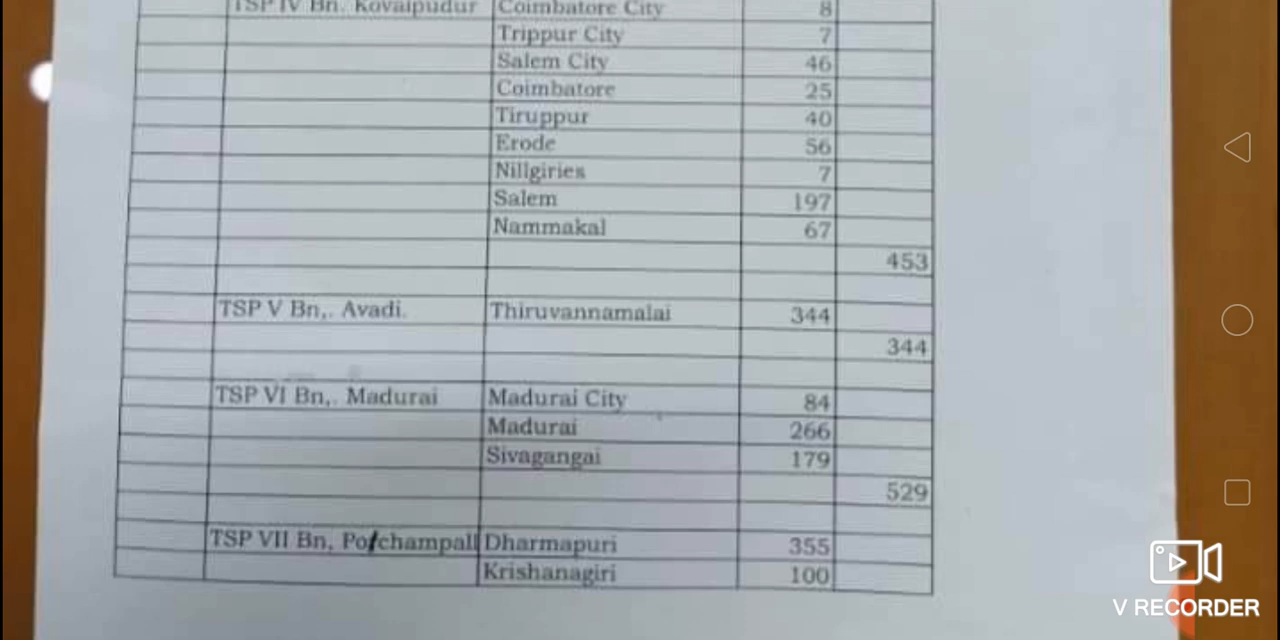 TSP IV Bn. Kovaipudur Coimbatore City 8
Trippur City 7
Salem City 46
Coimbatore 25
Tiruppur 40
Erode 56
Nillgiries 7
Salem 197
Nammakal 67
453
TSP V Bn,. Avadi. Thiruvannamalai 344
344
TSP VI Bn,. Madurai Madurai City 84
Madurai 266
Sivagangai 179
529
TSP VII Bn, Po/champall Dharmapuri 355
Krishanagiri 100
V RECORDER